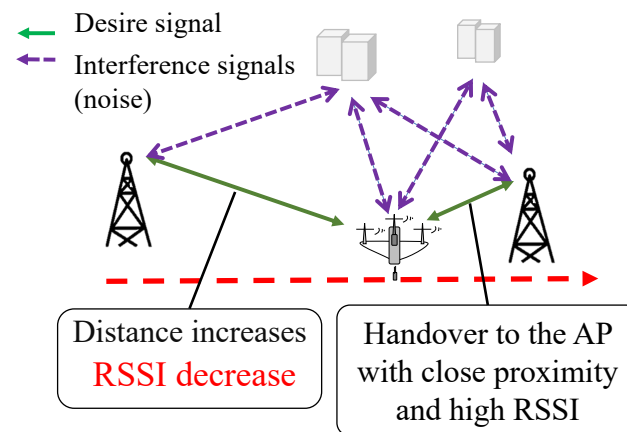 Desire signal
Interference signals
(noise)
Distance increases
RSSI decrease
Handover to the AP
with close proximity
and high RSSI